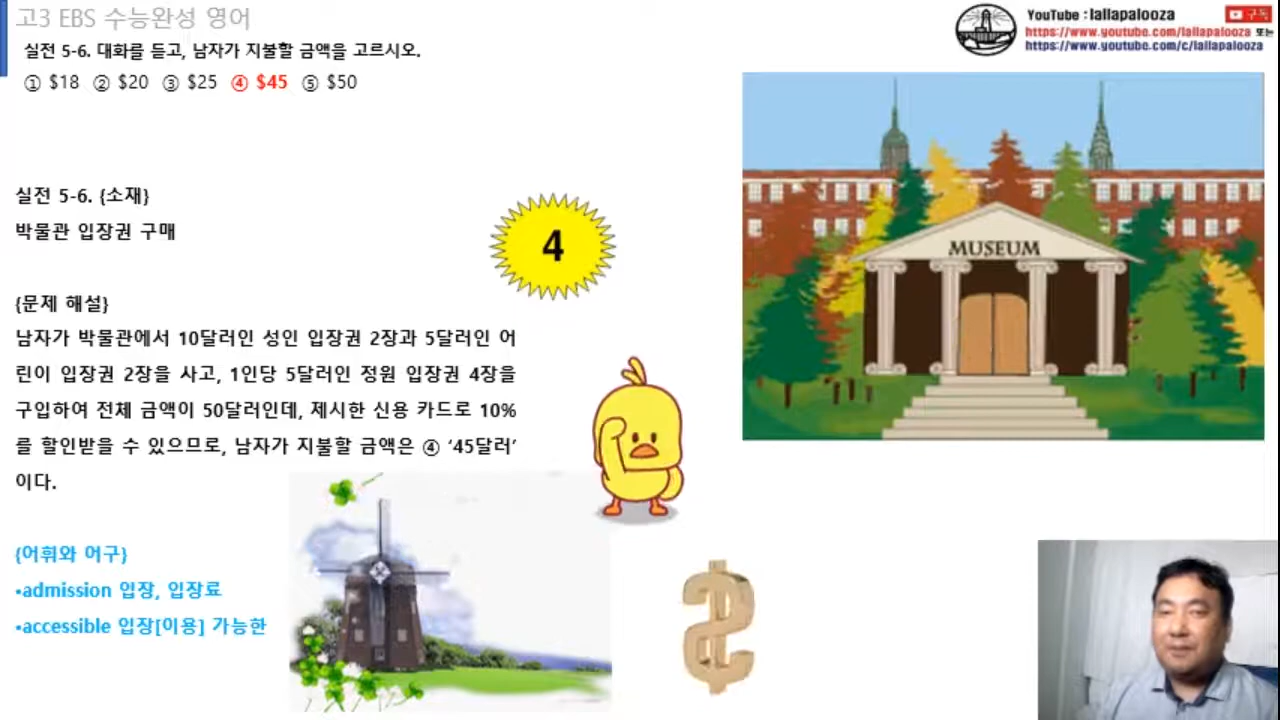 고3 EBS 수능완성 영어
실전 5-6. 대화를 듣고, 남자가 지불할 금액을 고르시오.
① $18 ② $20 ③ $25 ④ $45 ⑤ $50
YouTube : lallapalooza
구독
https://www.youtube.com/lallapalooza 또는
https://www.youtube.com/c/lallapalooza
실전 5-6. {소재}
박물관 입장권 구매
4
MUSEUM
{문제 해설}
남자가 박물관에서 10달러인 성인 입장권 2장과 5달러인 어
린이 입장권 2장을 사고, 1인당 5달러인 정원 입장권 4장을
구입하여 전체 금액이 50달러인데, 제시한 신용 카드로 10%
를 할인받을 수 있으므로, 남자가 지불할 금액은 ④ ‘45달러’
이다.
{어휘와 어구}
•admission 입장, 입장료
•accessible 입장[이용] 가능한
$